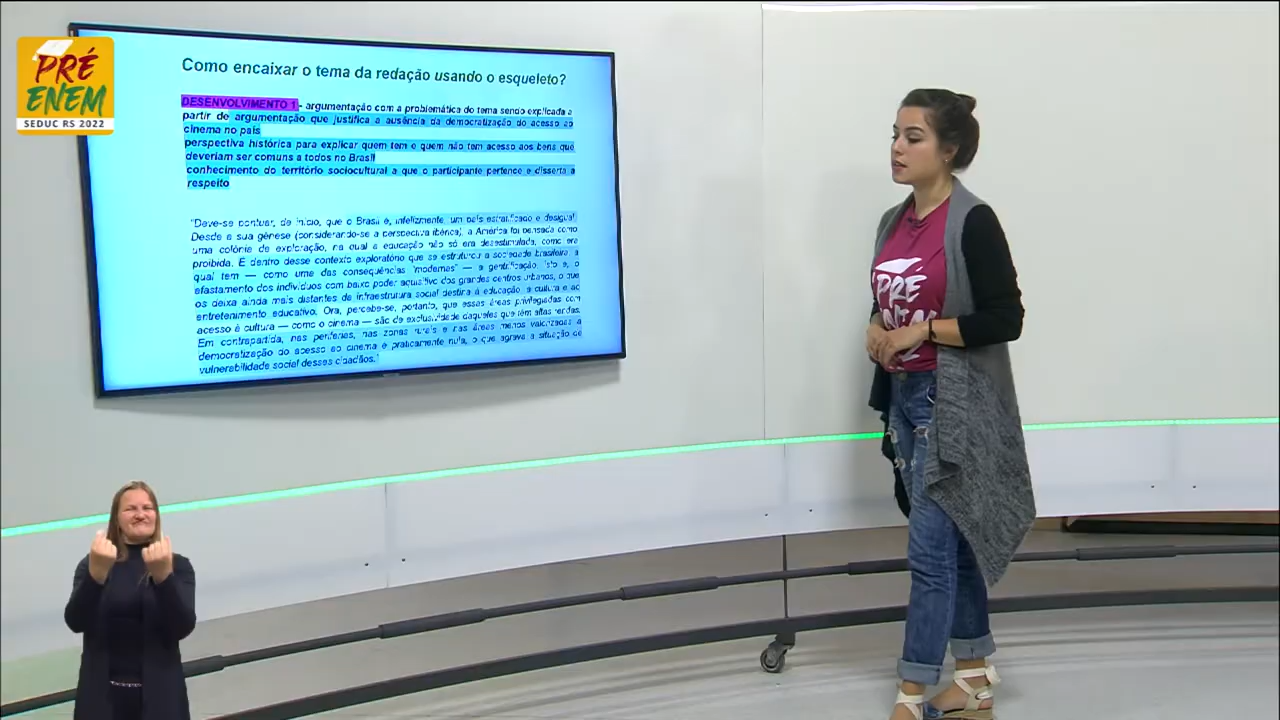 PRÉ
ENEM
SEDUC RS 2022
Como encaixar o tema da redação usando o esqueleto?
DESENVOLVIMENTO 1 - argumentação com a problemática do tema sendo explicada a
partir de argumentação que justifica a ausência da democratização do acesso ao
cinema no país
perspectiva histórica para explicar quem tem e quem não tem acesso aos bens que
deveriam ser comuns a todos no Brasil
conhecimento do território sociocultural a que o participante pertence e disserta a
respeito
"Deve-se pontuar, de início, que o Brasil é, infelizmente, um país estratificado e desigual.
Desde a sua gênese (considerando-se a perspectiva ibérica), a América foi pensada como
uma colônia de exploração, na qual a educação não só era desestimulada, como era
proibida. É dentro desse contexto exploratório que se estruturou a sociedade brasileira, a
qual tem — como uma das consequências "modernas" — a gentrificação, isto é, o
afastamento dos indivíduos com baixo poder aquisitivo dos grandes centros urbanos, o que
os deixa ainda mais distantes da infraestrutura social destina à educação, à cultura e ao
entretenimento educativo. Ora, percebe-se, portanto, que essas áreas privilegiadas com
acesso à cultura — como o cinema — são de exclusividade daqueles que têm altas rendas.
Em contrapartida, nas periferias, nas zonas rurais e nas áreas menos valorizadas a
democratização do acesso ao cinema é praticamente nula, o que agrava a situação de
vulnerabilidade social desses cidadãos."
PRÉ